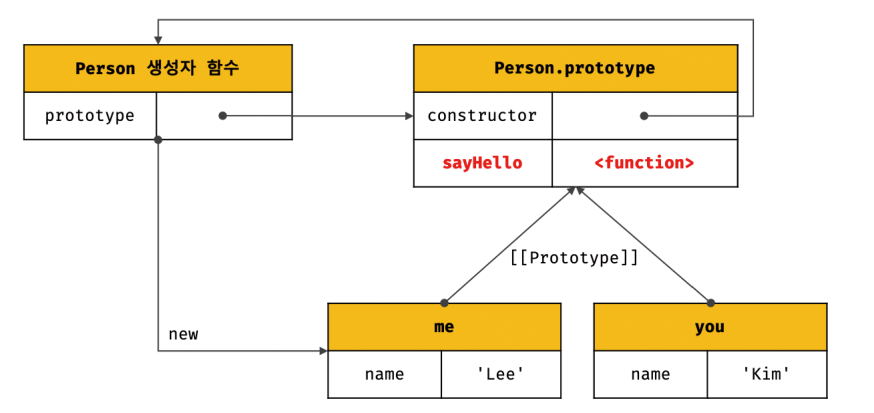 Person 생성자 함수
prototype
Person.prototype
constructor
sayHello <function>
[[Prototype]]
new
me
name 'Lee'
you
name 'Kim'